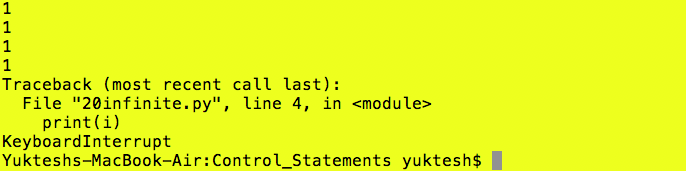 1
1
1
1
Traceback (most recent call last):
  File "20infinite.py", line 4, in <module>
    print(i)
KeyboardInterrupt
Yukteshs-MacBook-Air:Control_Statements yuktesh$